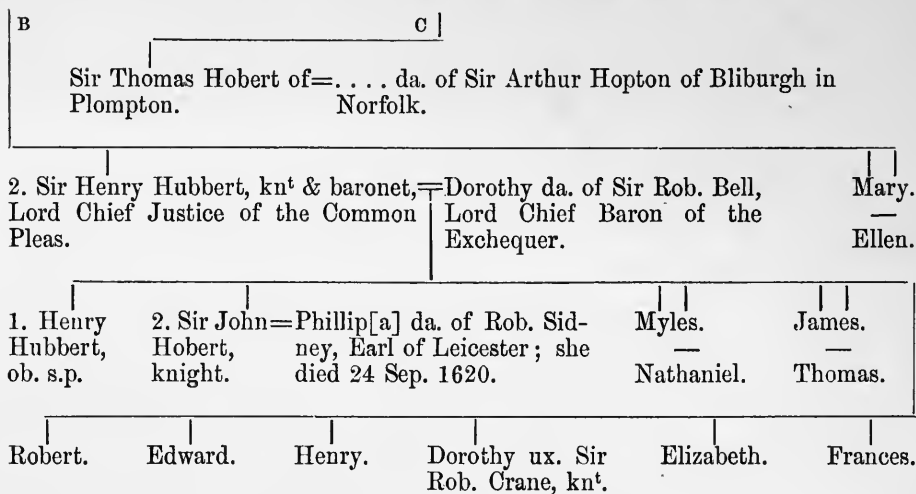 B C
Sir Thomas Hobert of=. . . . da. of Sir Arthur Hopton of Bliburgh in
Plompton. Norfolk.
2. Sir Henry Hubbert, knᵗ & baronet,=Dorothy da. of Sir Rob. Bell, Mary.
Lord Chief Justice of the Common Lord Chief Baron of the —
Pleas. Exchequer. Ellen.
1. Henry 2. Sir John=Phillip[a] da. of Rob. Sid- Myles. James.
Hubbert, Hobert, ney, Earl of Leicester; she — —
ob. s.p. knight. died 24 Sep. 1620. Nathaniel. Thomas.
Robert. Edward. Henry. Dorothy ux. Sir Elizabeth. Frances.
Rob. Crane, knᵗ.